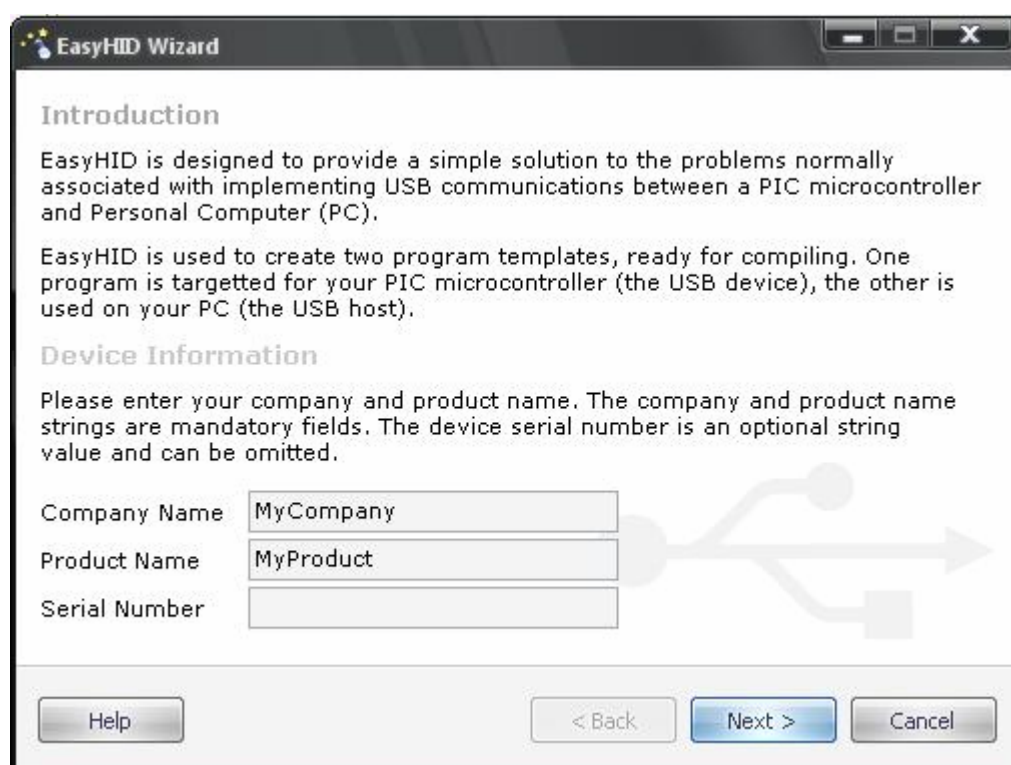 EasyHID Wizard
Introduction
EasyHID is designed to provide a simple solution to the problems normally
associated with implementing USB communications between a PIC microcontroller
and Personal Computer (PC).
EasyHID is used to create two program templates, ready for compiling. One
program is targetted for your PIC microcontroller (the USB device), the other is
used on your PC (the USB host).
Device Information
Please enter your company and product name. The company and product name
strings are mandatory fields. The device serial number is an optional string
value and can be omitted.
Company Name MyCompany
Product Name MyProduct
Serial Number
Help < Back Next > Cancel